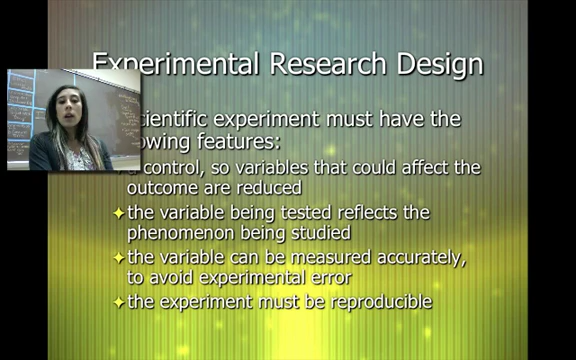 Experimental Research Design
scientific experiment must have the
features:
control, so variables that could affect the
outcome are reduced
the variable being tested reflects the
phenomenon being studied
the variable can be measured accurately,
to avoid experimental error
the experiment must be reproducible